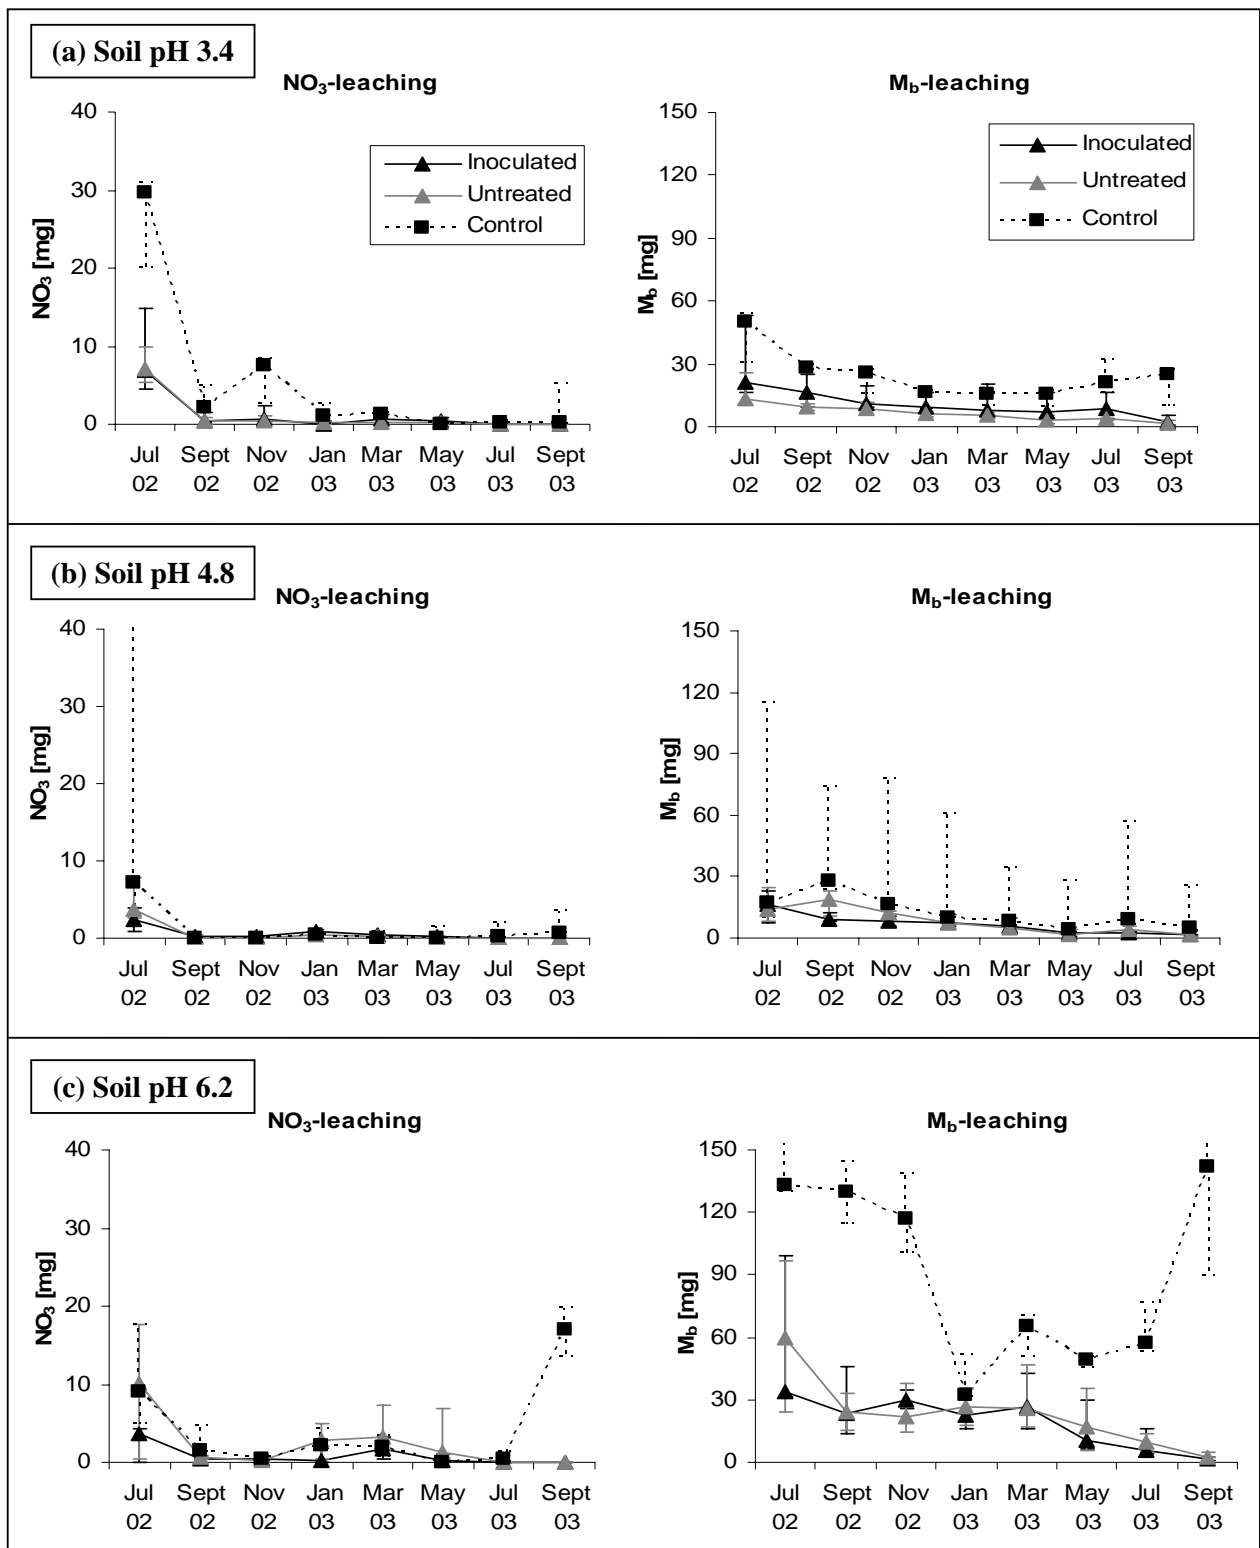 (a) Soil pH 3.4
NO3-leaching
40
30
20
10
0
NO3 [mg]
Inoculated
Untreated
Control
Jul Sept Nov Jan Mar May Jul Sept
02 02 02 03 03 03 03 03
Mb-leaching
150
120
90
60
30
0
Mb [mg]
Inoculated
Untreated
Control
Jul Sept Nov Jan Mar May Jul Sept
02 02 02 03 03 03 03 03
(b) Soil pH 4.8
NO3-leaching
40
30
20
10
0
NO3 [mg]
Jul Sept Nov Jan Mar May Jul Sept
02 02 02 03 03 03 03 03
Mb-leaching
150
120
90
60
30
0
Mb [mg]
Jul Sept Nov Jan Mar May Jul Sept
02 02 02 03 03 03 03 03
(c) Soil pH 6.2
NO3-leaching
40
30
20
10
0
NO3 [mg]
Jul Sept Nov Jan Mar May Jul Sept
02 02 02 03 03 03 03 03
Mb-leaching
150
120
90
60
30
0
Mb [mg]
Jul Sept Nov Jan Mar May Jul Sept
02 02 02 03 03 03 03 03